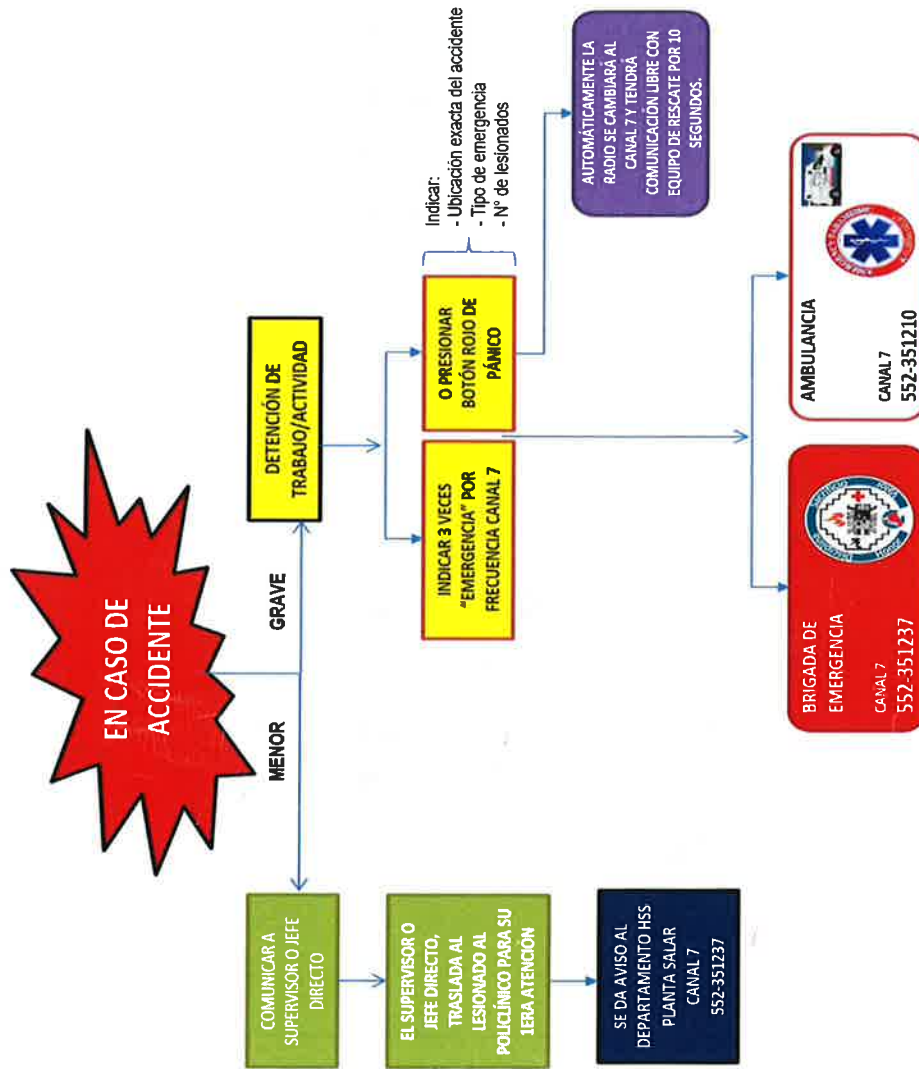 EN CASO DE
ACCIDENTE
MENOR
GRAVE
COMUNICAR A
SUPERVISOR O JEFE
DIRECTO
EL SUPERVISOR O
JEFE DIRECTO,
TRASLADA AL
LESIONADO AL
POLICLÍNICO PARA SU
1ERA ATENCIÓN
SE DA AVISO AL
DEPARTAMENTO HSS
PLANTA SALAR
CANAL 7
552-351237
DETENCIÓN DE
TRABAJO/ACTIVIDAD
INDICAR 3 VECES
"EMERGENCIA" POR
FRECUENCIA CANAL 7
O PRESIONAR
BOTÓN ROJO DE
PÁNICO
Indicar:
- Ubicación exacta del accidente
- Tipo de emergencia
- N° de lesionados
AUTOMÁTICAMENTE LA
RADIO SE CAMBIARÁ AL
CANAL 7 Y TENDRÁ
COMUNICACIÓN LIBRE CON
EQUIPO DE RESCATE POR 10
SEGUNDOS.
BRIGADA DE
EMERGENCIA
CANAL 7
552-351237
AMBULANCIA
CANAL 7
552-351210